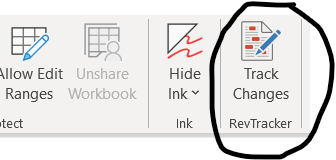 Allow Edit
Ranges
Unshare
Workbook
Hide
Ink
Track
Changes
otect
Ink
RevTracker